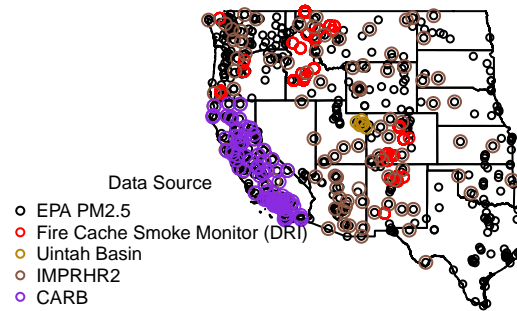 Data Source
EPA PM2.5
Fire Cache Smoke Monitor (DRI)
Uintah Basin
IMPRHR2
CARB